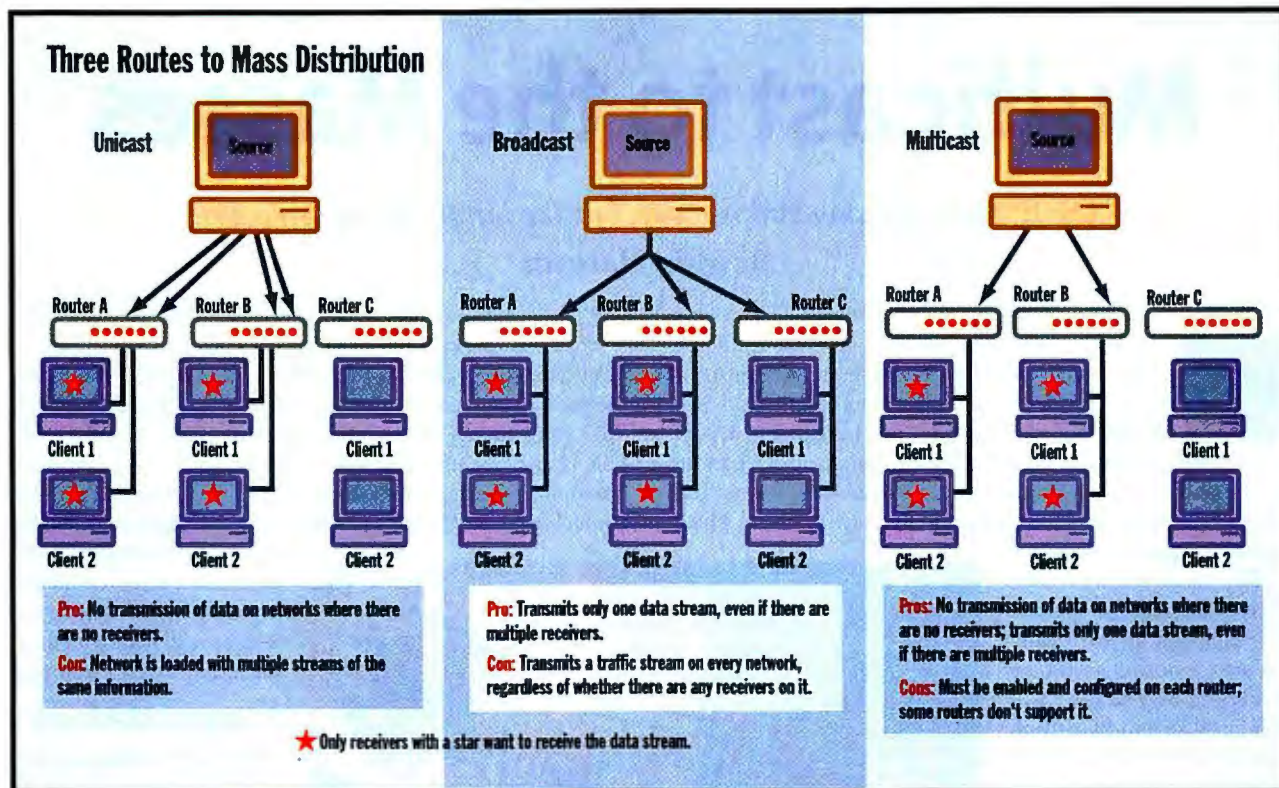 Three Routes to Mass Distribution
Unicast
Source
Router A
Router B
Router C
Client 1
Client 1
Client 1
Client 2
Client 2
Client 2
Pro: No transmission of data on networks where there
are no receivers.
Con: Network is loaded with multiple streams of the
same information.
Broadcast
Source
Router A
Router B
Router C
Client 1
Client 1
Client 1
Client 2
Client 2
Client 2
Pro: Transmits only one data stream, even if there are
multiple receivers.
Con: Transmits a traffic stream on every network,
regardless of whether there are any receivers on it.
Multicast
Source
Router A
Router B
Router C
Client 1
Client 1
Client 1
Client 2
Client 2
Client 2
Pros: No transmission of data on networks where there
are no receivers; transmits only one data stream, even
if there are multiple receivers.
Cons: Must be enabled and configured on each router;
some routers don't support it.
Only receivers with a star want to receive the data stream.